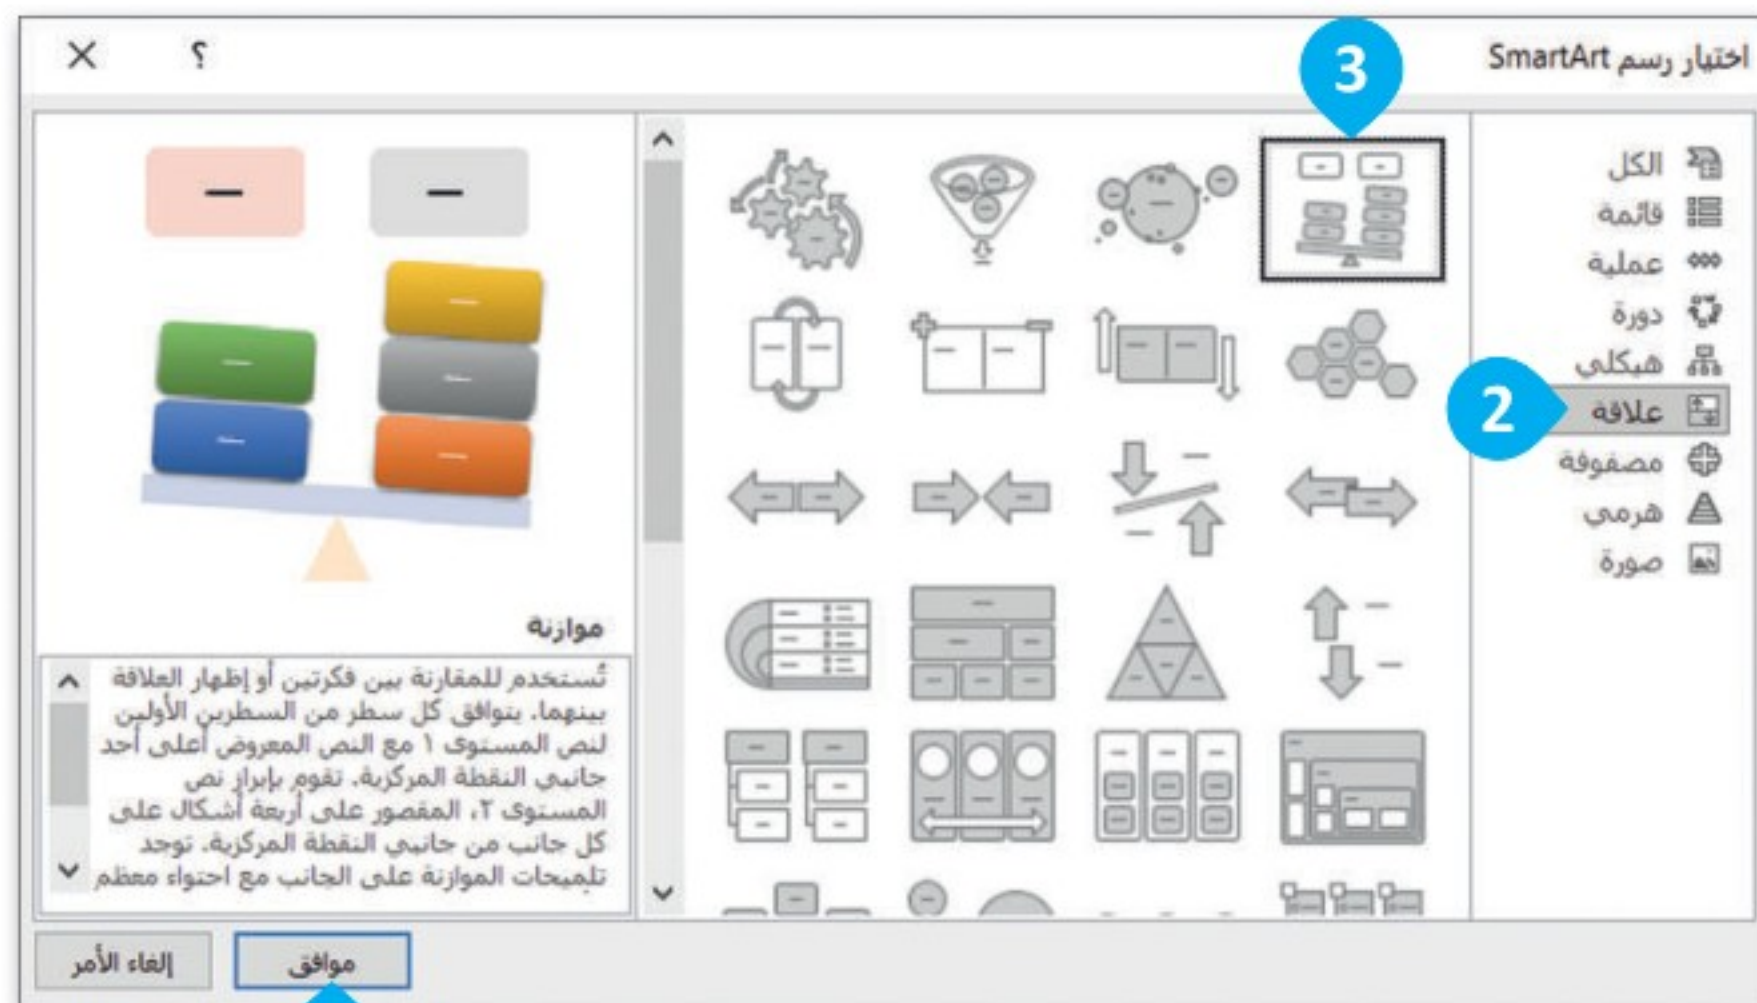 اختيار رسم SmartArt
؟
3
الكل
قائمة
عملية
دورة
هيكلي
علاقة
2
مصفوفة
هرمي
صورة
موازنة
تُستخدم للمقارنة بين فكرتين أو إظهار العلاقة
بينهما. يتوافق كل سطر من السطرين الأولين
لنص المستوى ١ مع النص المعروض أعلى أحد
جانبي النقطة المركزية. تقوم بإبراز نص
المستوى ٢، المقصور على أربعة أشكال على
كل جانب من جانبي النقطة المركزية. توجد
تلميحات الموازنة على الجانب مع احتواء معظم
موافق
إلغاء الأمر